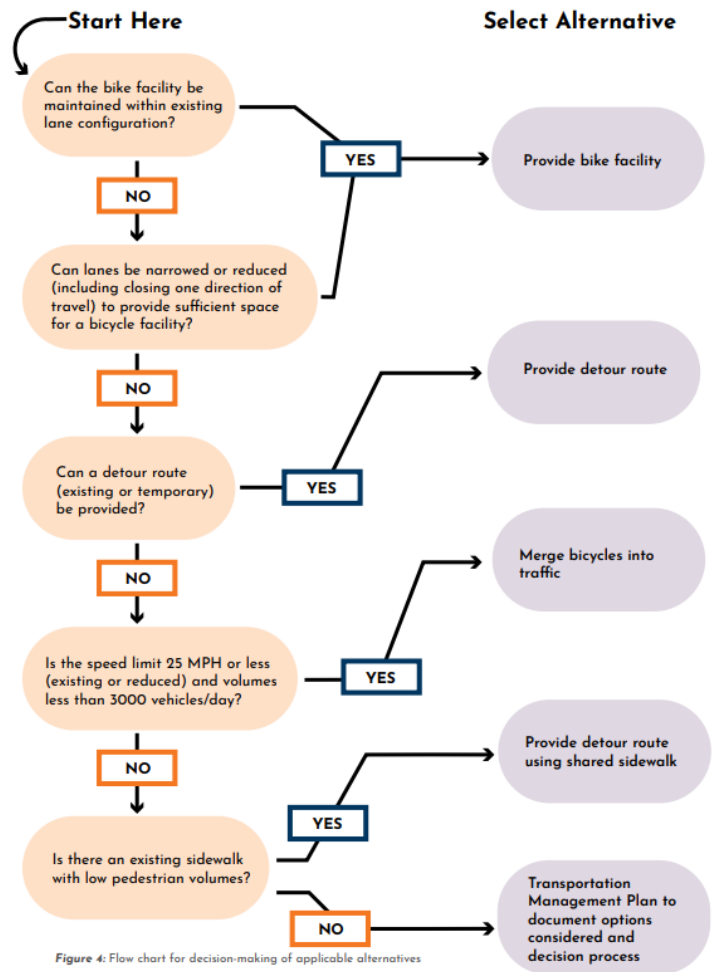 Start Here
Select Alternative
Can the bike facility be
maintained within existing
lane configuration?
YES
Provide bike facility
NO
Can lanes be narrowed or reduced
(including closing one direction of
travel) to provide sufficient space
for a bicycle facility?
NO
Provide detour route
Can a detour route
(existing or temporary)
be provided?
YES
NO
Merge bicycles into
traffic
Is the speed limit 25 MPH or less
(existing or reduced) and volumes
less than 3000 vehicles/day?
YES
NO
Provide detour route
using shared sidewalk
YES
Is there an existing sidewalk
with low pedestrian volumes?
NO
Transportation
Management Plan to
document options
considered and
decision process
Figure 4: Flow chart for decision-making of applicable alternatives